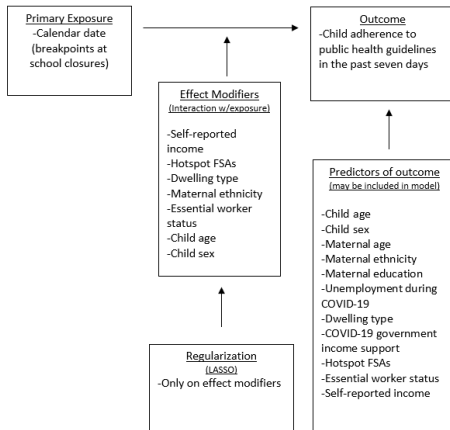 Primary Exposure
-Calendar date
(breakpoints at
school closures)
Outcome
-Child adherence to
public health guidelines
in the past seven days
Effect Modifiers
(Interaction w/exposure)
-Self-reported
income
-Hotspot FSAs
-Dwelling type
-Maternal ethnicity
-Essential worker
status
-Child age
-Child sex
Predictors of outcome
(may be included in model)
-Child age
-Child sex
-Maternal age
-Maternal ethnicity
-Maternal education
-Unemployment during
COVID-19
-Dwelling type
-COVID-19 government
income support
-Hotspot FSAs
-Essential worker status
-Self-reported income
Regularization
(LASSO)
-Only on effect modifiers